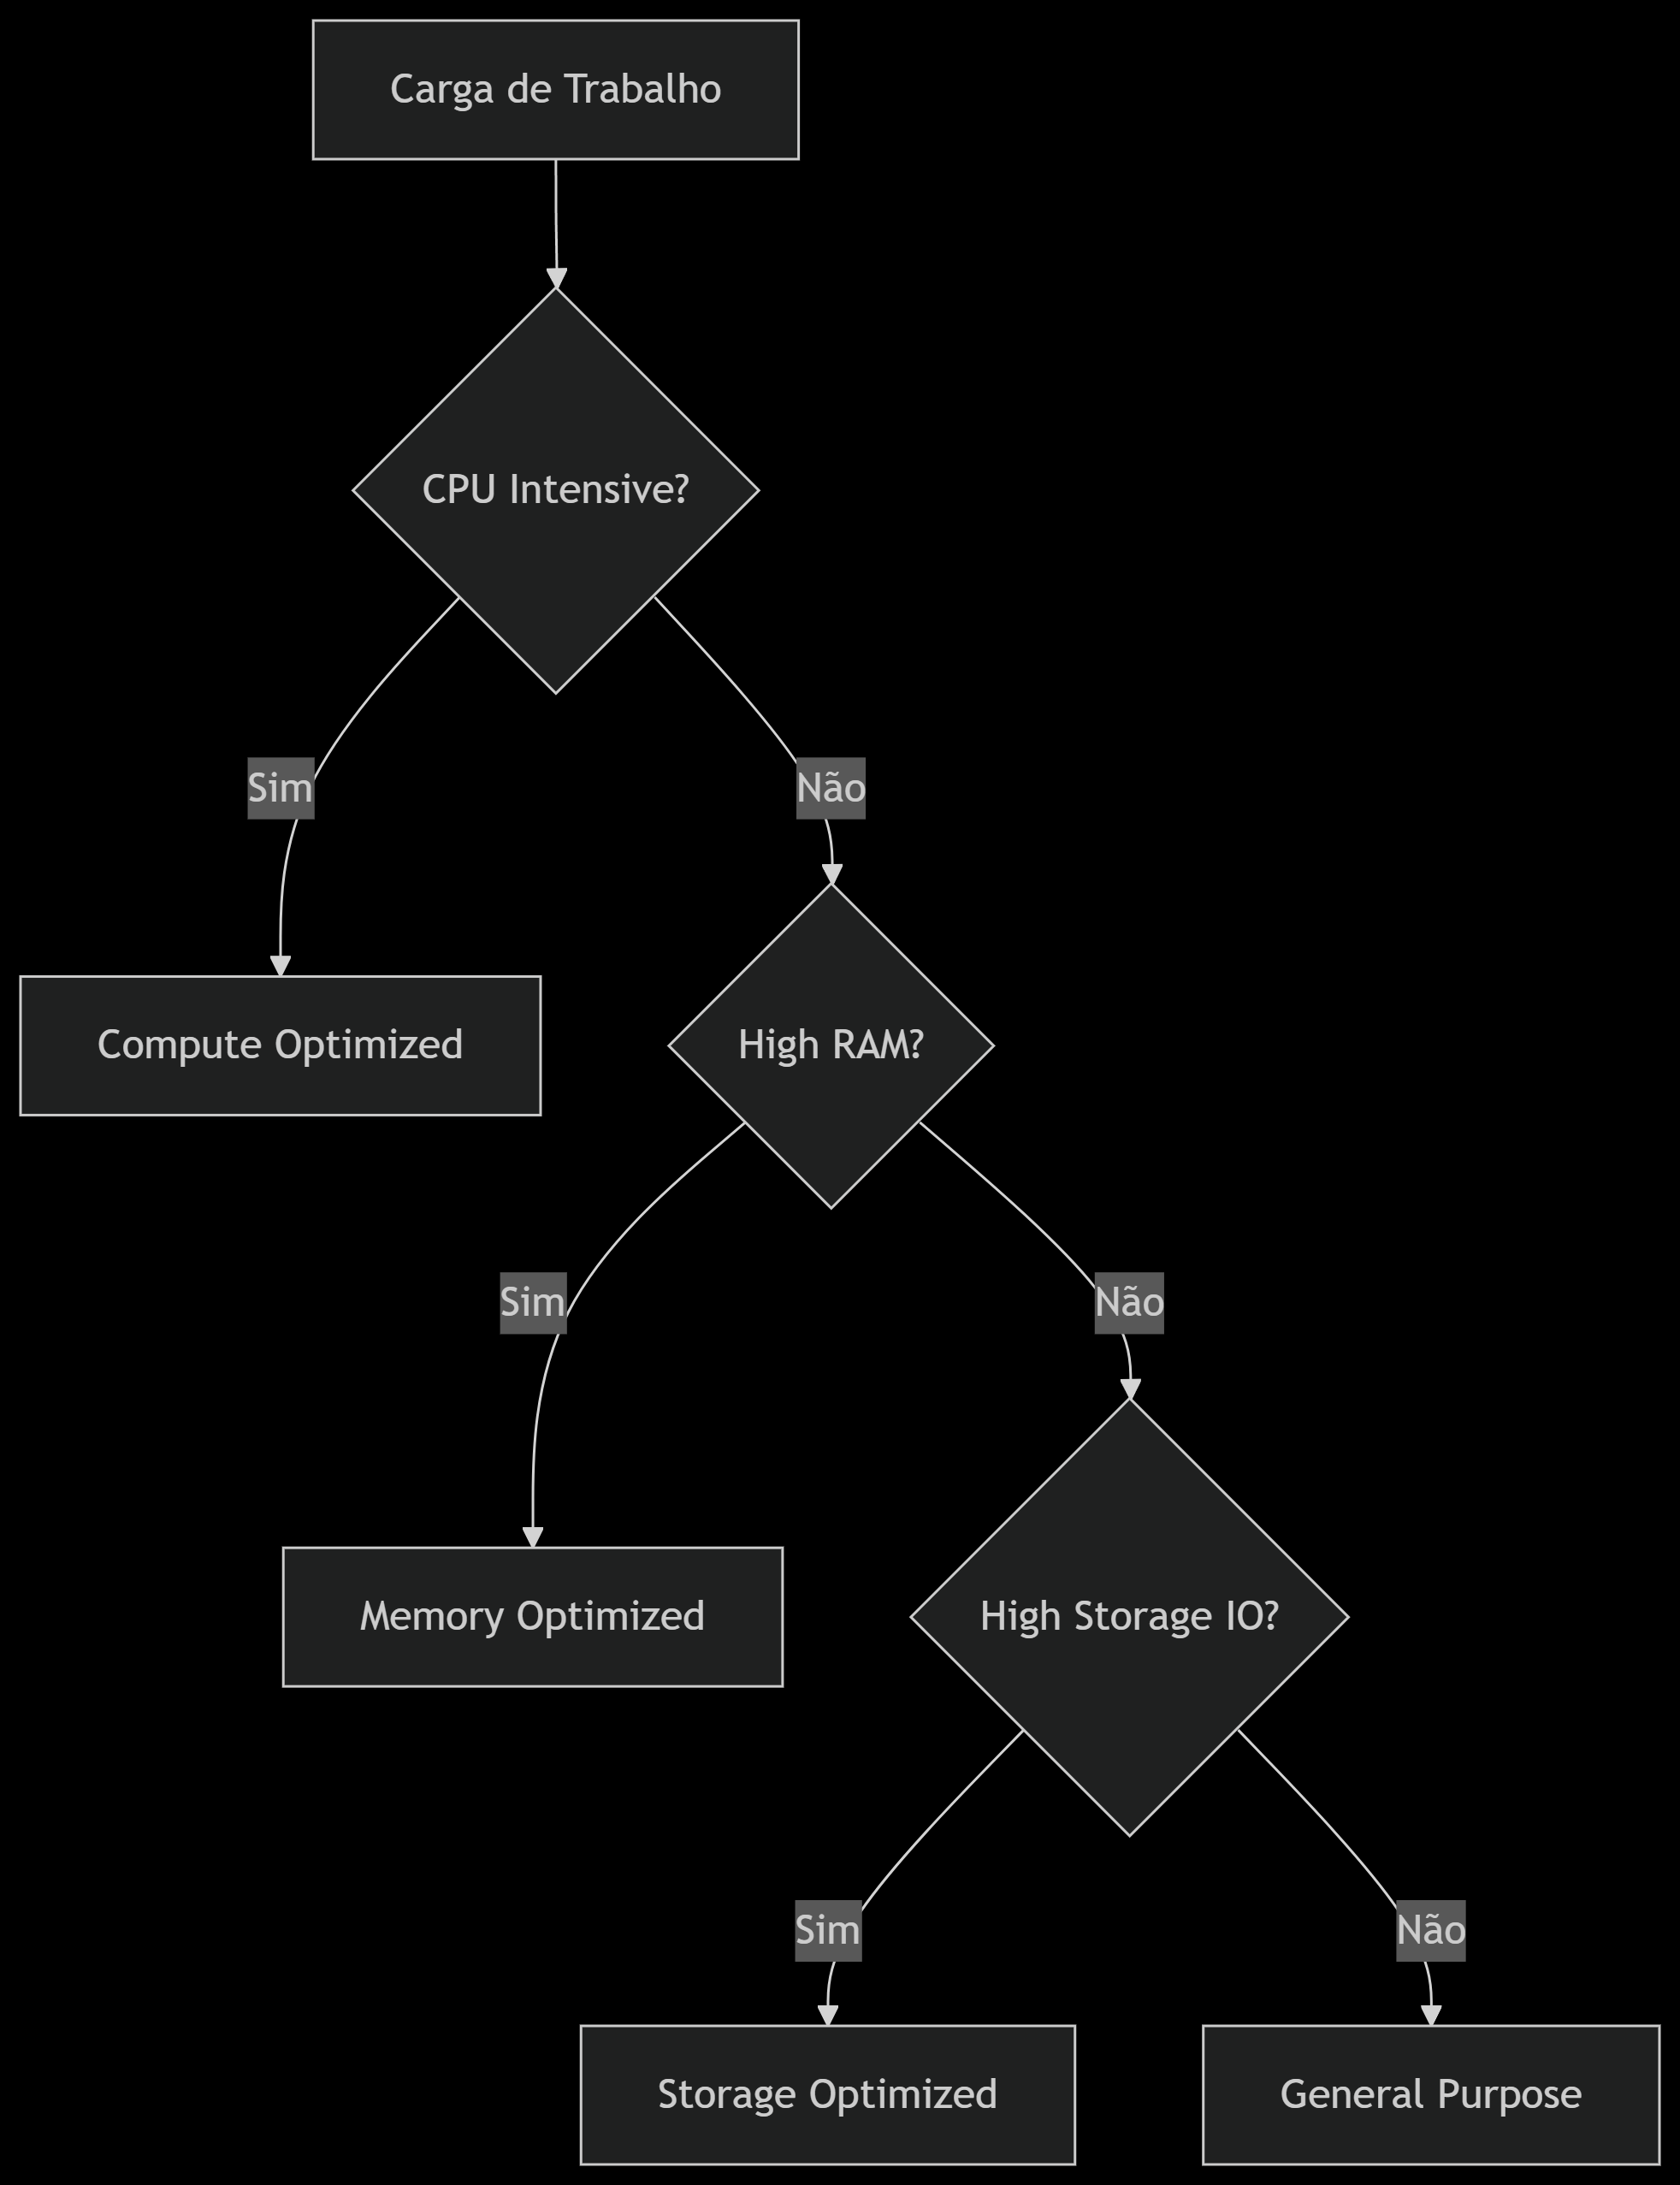 Carga de Trabalho
CPU Intensive?
Sim
Não
Compute Optimized
High RAM?
Sim
Não
Memory Optimized
High Storage IO?
Sim
Não
Storage Optimized
General Purpose